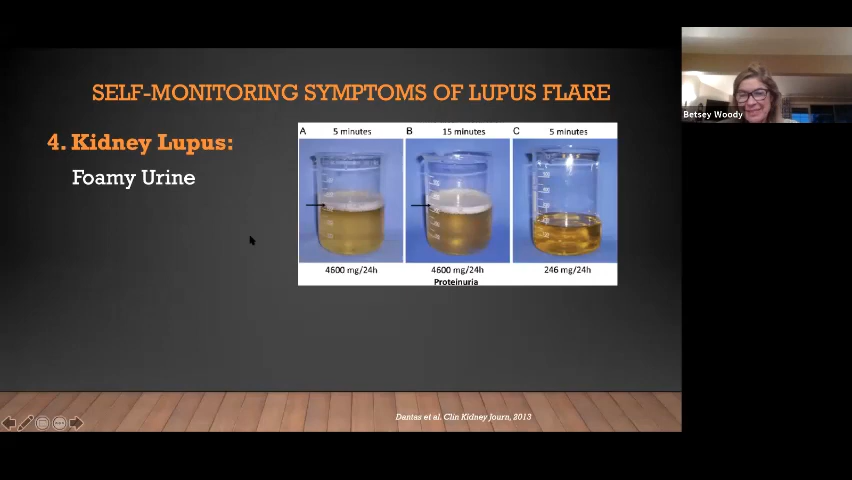 SELF-MONITORING SYMPTOMS OF LUPUS FLARE
4. Kidney Lupus:
Foamy Urine
A 5 minutes B 15 minutes C 5 minutes
4600 mg/24h 4600 mg/24h 246 mg/24h
Proteinuria
Dantas et al. Clin Kidney Journ, 2013
Betsey Woody